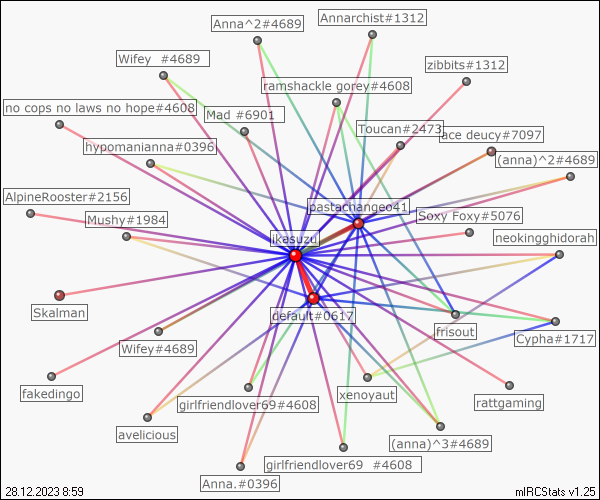 Anna^2#4689
Annarchist#1312
Wifey  #4689
zibbits#1312
ramshackle gorey#4608
no cops no laws no hope#4608
Mad #6901
Toucan#2473
ace deucy#7097
hypomanianna#0396
(anna)^2#4689
AlpineRooster#2156
pastachangeo41
Mushy#1984
Soxy Foxy#5076
ikasuzu
neokingghidorah
Skalman
default#0617
frisout
Cypha#1717
Wifey#4689
fakedingo
xenoyaut
rattgaming
girlfriendlover69#4608
avelicious
(anna)^3#4689
girlfriendlover69  #4608
Anna.#0396
28.12.2023 8:59
mIRCStats v1.25